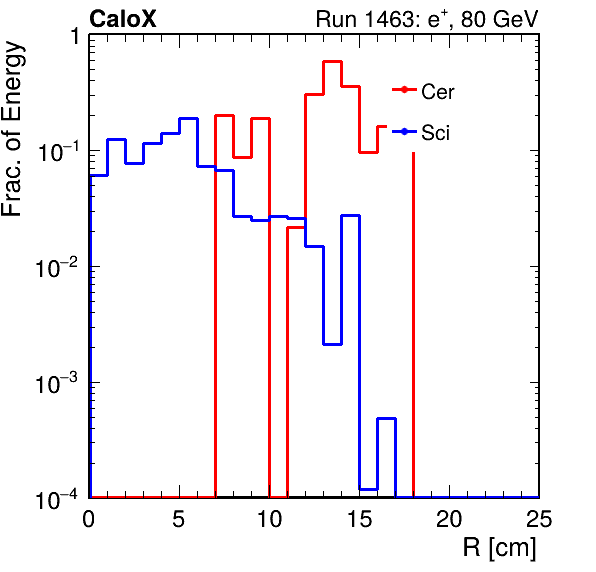 CaloX Run 1463: e⁺, 80 GeV
Frac. of Energy
1
10⁻¹
10⁻²
10⁻³
10⁻⁴
Cer
Sci
0 5 10 15 20 25
R [cm]